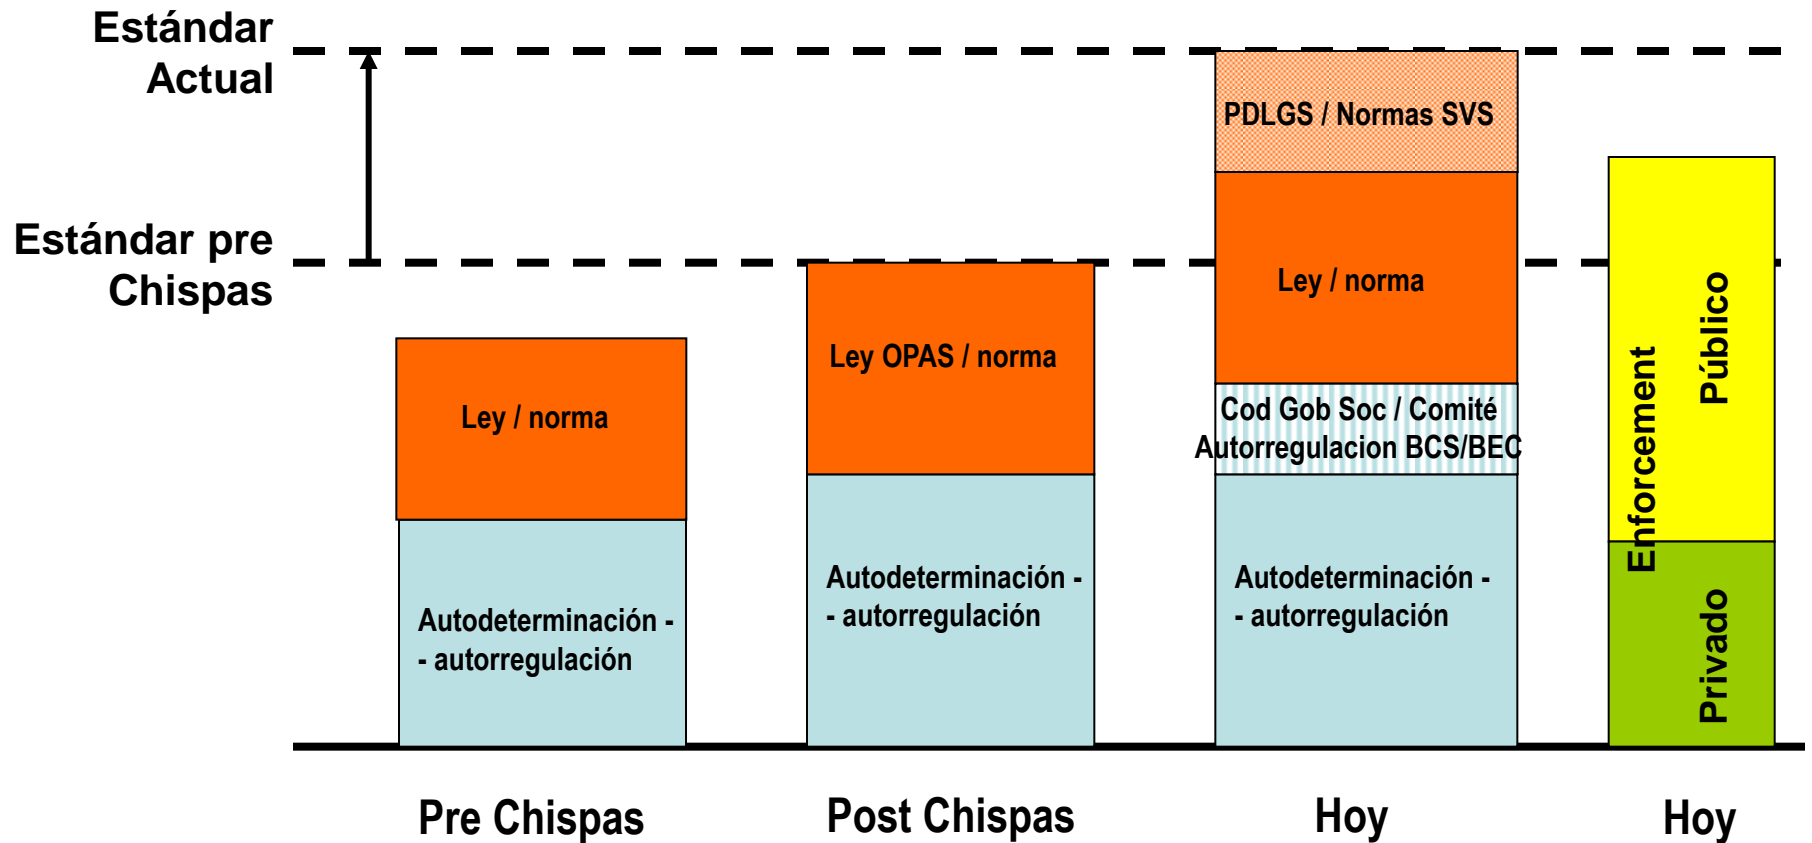 Estándar
Actual
Estándar pre
Chispas
Ley / norma
Autodeterminación -
- autorregulación
Pre Chispas
Ley OPAS / norma
Autodeterminación -
- autorregulación
Post Chispas
PDLGS / Normas SVS
Ley / norma
Cod Gob Soc / Comité
Autorregulacion BCS/BEC
Autodeterminación -
- autorregulación
Hoy
Enforcement
Público
Privado
Hoy